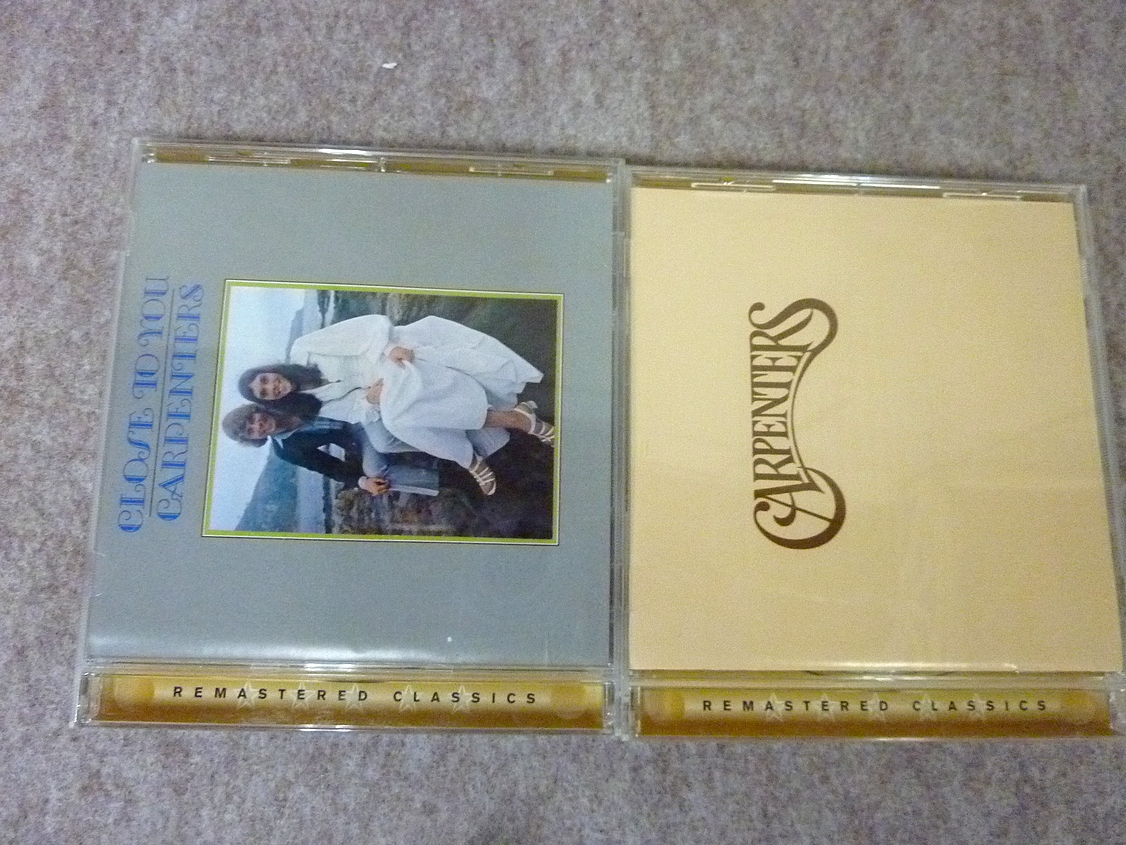 CLOSE TO YOU
CARPENTERS
REMASTERED CLASSICS
CARPENTERS
REMASTERED CLASSICS